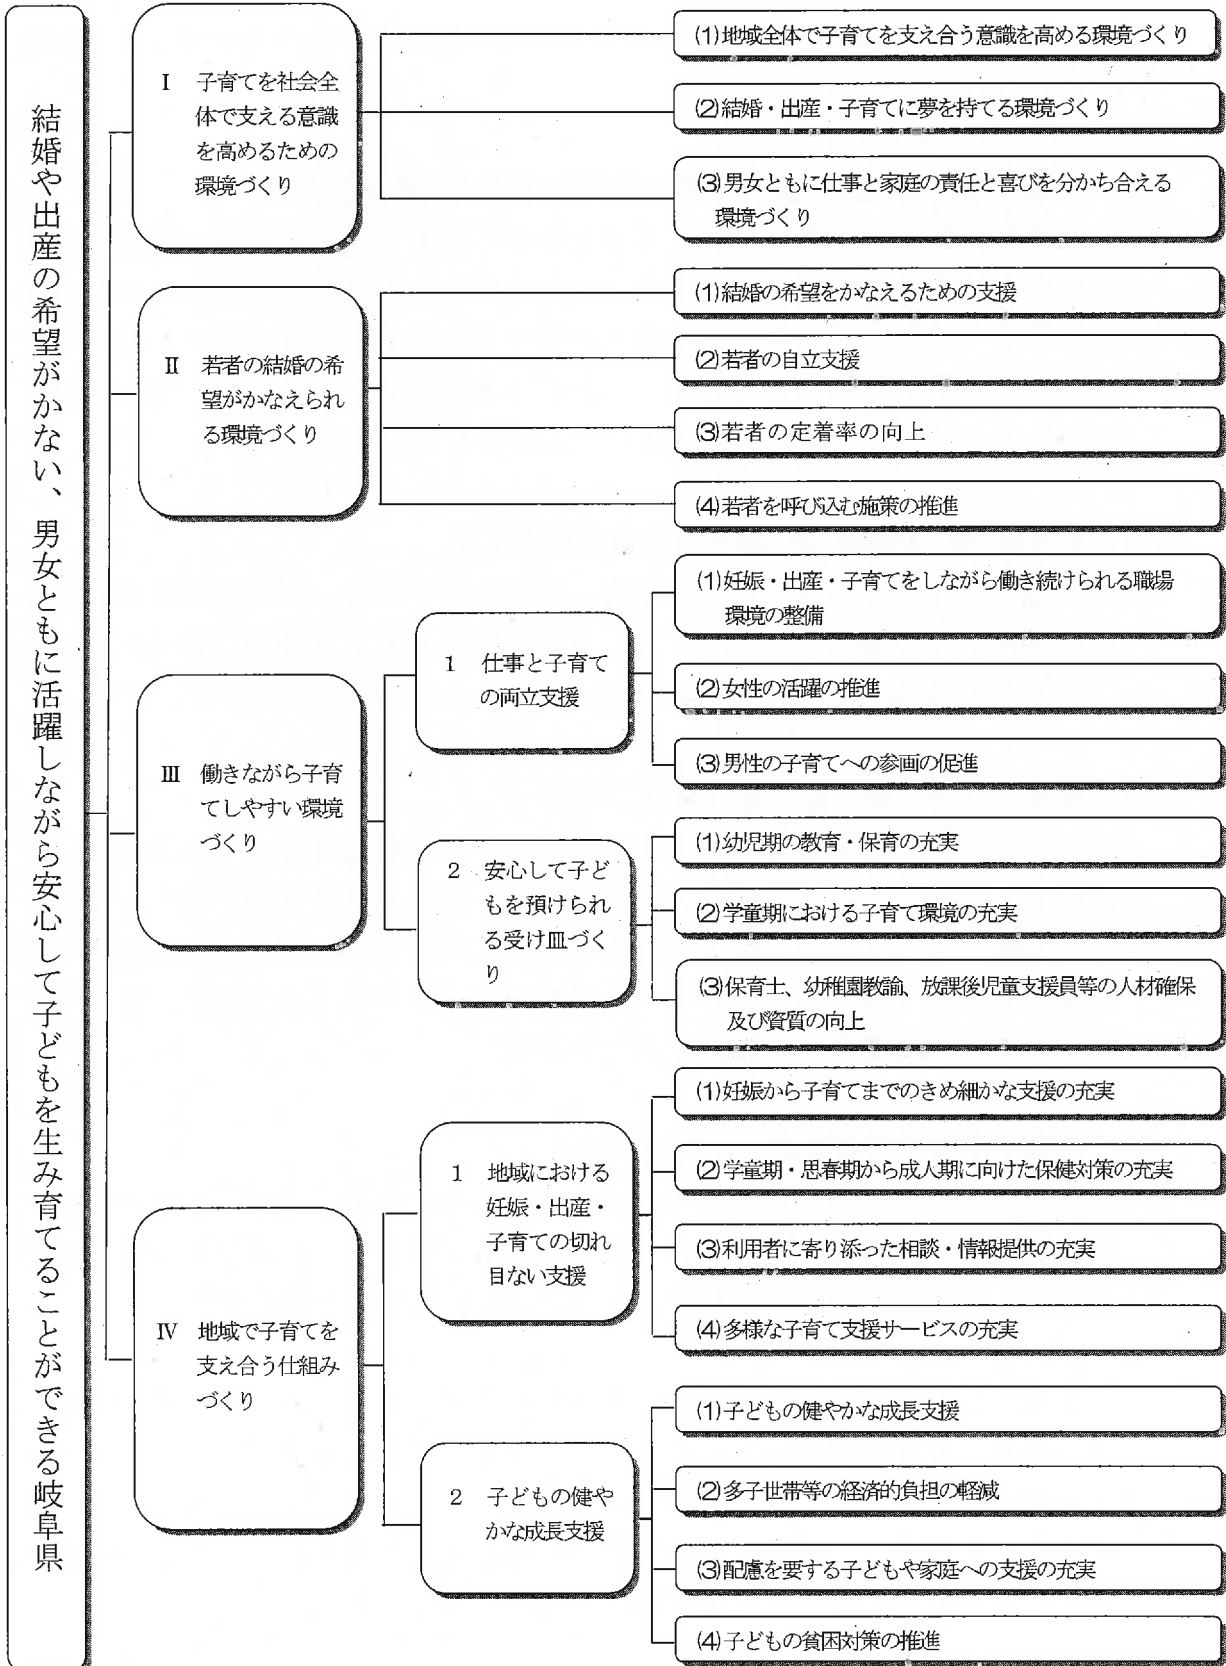 結婚や出産の希望がかない、男女ともに活躍しながら安心して子どもを生み育てることができる岐阜県
Ⅰ 子育てを社会全
体で支える意識
を高めるための
環境づくり
(1)地域全体で子育てを支え合う意識を高める環境づくり
(2)結婚・出産・子育てに夢を持てる環境づくり
(3)男女ともに仕事と家庭の責任と喜びを分かち合える
環境づくり
Ⅱ 若者の結婚の希
望がかなえられ
る環境づくり
(1)結婚の希望をかなえるための支援
(2)若者の自立支援
(3)若者の定着率の向上
(4)若者を呼び込む施策の推進
Ⅲ 働きながら子育
てしやすい環境
づくり
1 仕事と子育て
の両立支援
(1)妊娠・出産・子育てをしながら働き続けられる職場
環境の整備
(2)女性の活躍の推進
(3)男性の子育てへの参画の促進
2 安心して子ど
もを預けられ
る受け皿づく
り
(1)幼児期の教育・保育の充実
(2)学童期における子育て環境の充実
(3)保育士、幼稚園教諭、放課後児童支援員等の人材確保
及び資質の向上
Ⅳ 地域で子育てを
支え合う仕組み
づくり
1 地域における
妊娠・出産・
子育ての切れ
目ない支援
(1)妊娠から子育てまでのきめ細かな支援の充実
(2)学童期・思春期から成人期に向けた保健対策の充実
(3)利用者に寄り添った相談・情報提供の充実
(4)多様な子育て支援サービスの充実
2 子どもの健や
かな成長支援
(1)子どもの健やかな成長支援
(2)多子世帯等の経済的負担の軽減
(3)配慮を要する子どもや家庭への支援の充実
(4)子どもの貧困対策の推進